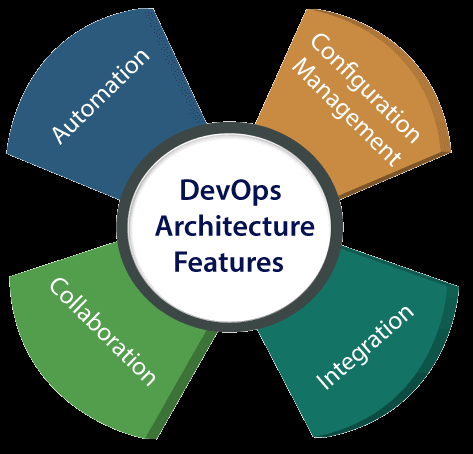 Automation
Configuration
Management
DevOps
Architecture
Features
Collaboration
Integration